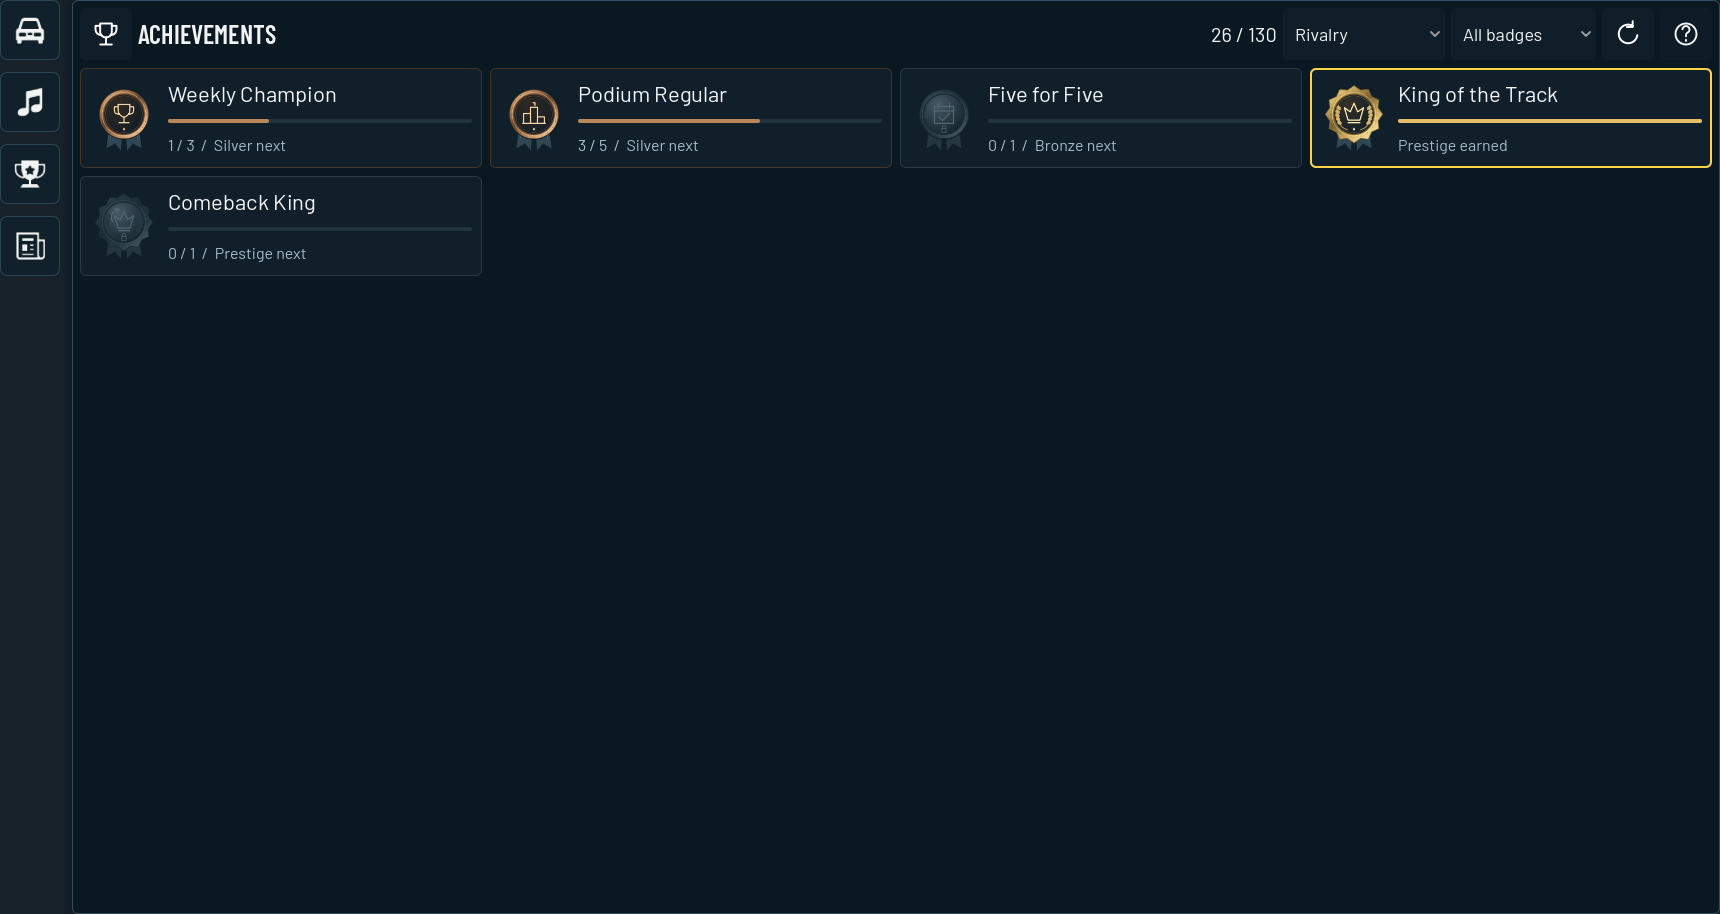 ACHIEVEMENTS
26 / 130
Rivalry
All badges
Weekly Champion
1 / 3 / Silver next
Podium Regular
3 / 5 / Silver next
Five for Five
0 / 1 / Bronze next
King of the Track
Prestige earned
Comeback King
0 / 1 / Prestige next